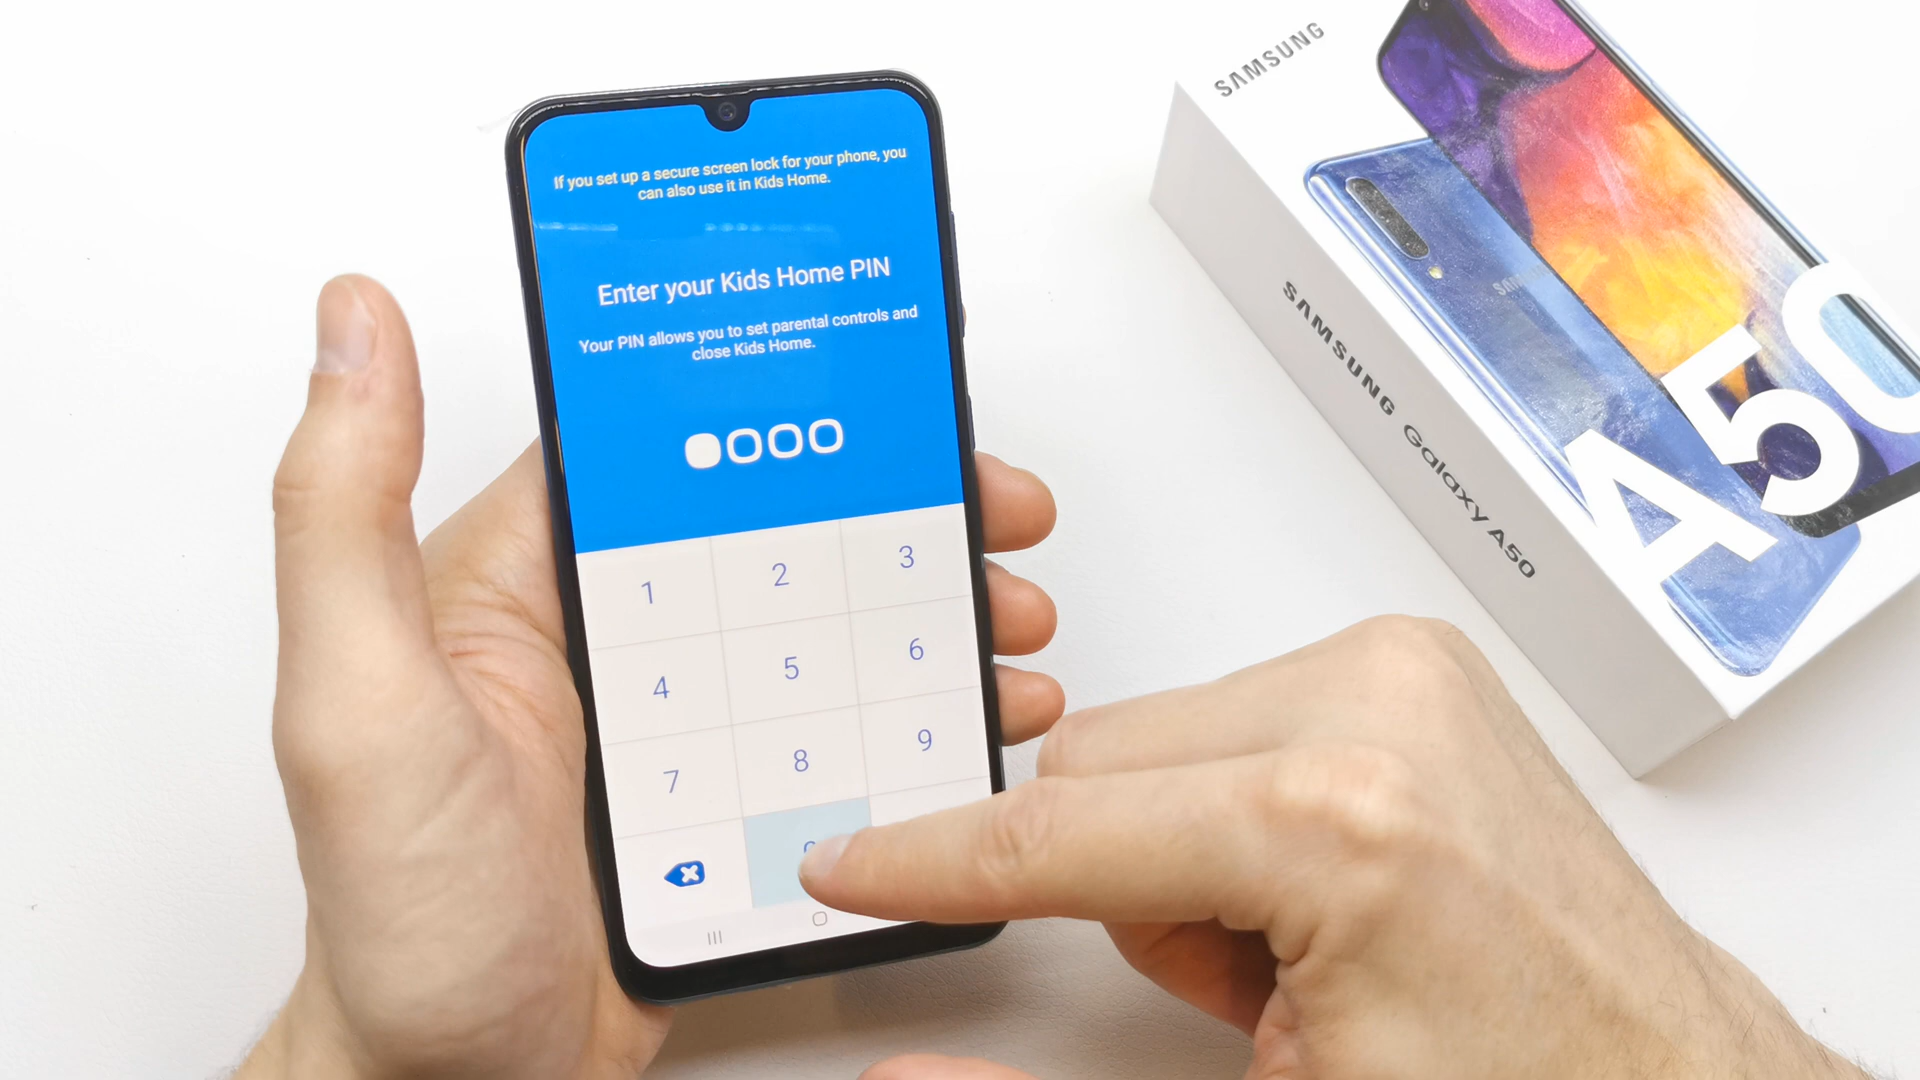 If you set up a secure screen lock for your phone, you
can also use it in Kids Home.
Enter your Kids Home PIN
Your PIN allows you to set parental controls and
close Kids Home.
1
2
3
4
5
6
7
8
9
SAMSUNG
A50
SAMSUNG Galaxy A50